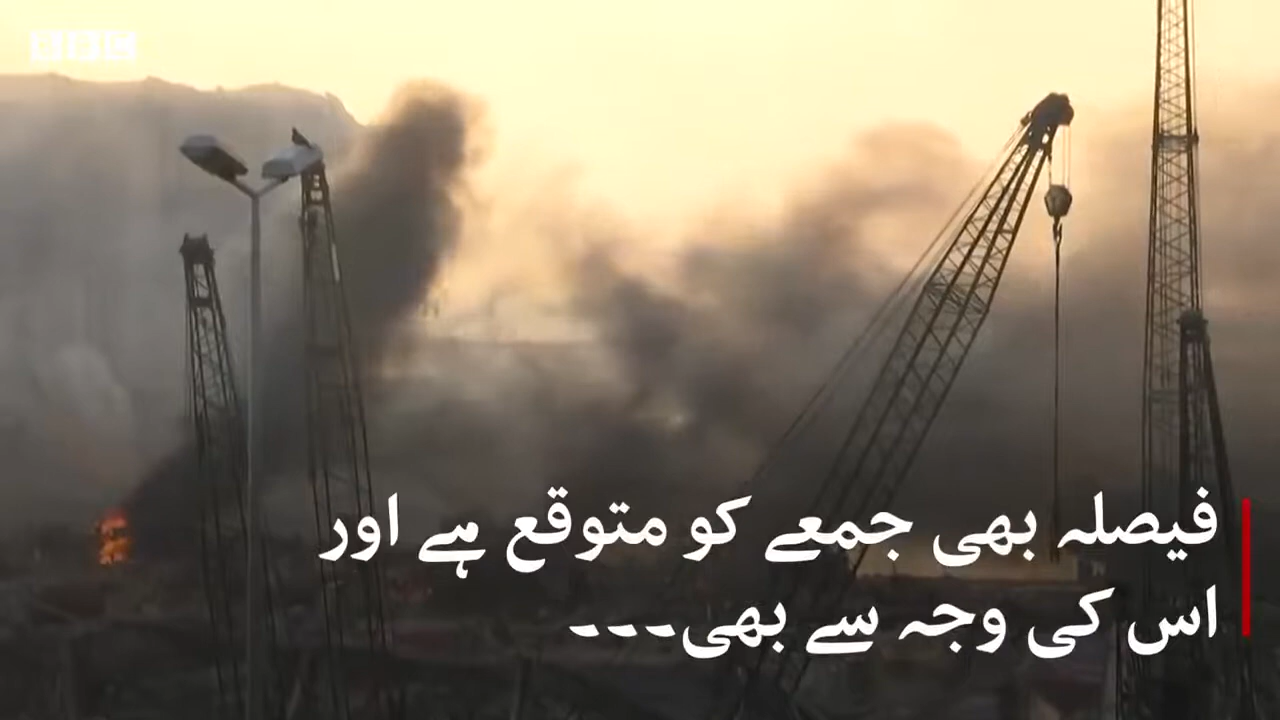 BBC
فیصلہ بھی جمعے کو متوقع ہے اور
اس کی وجہ سے بھی۔۔۔